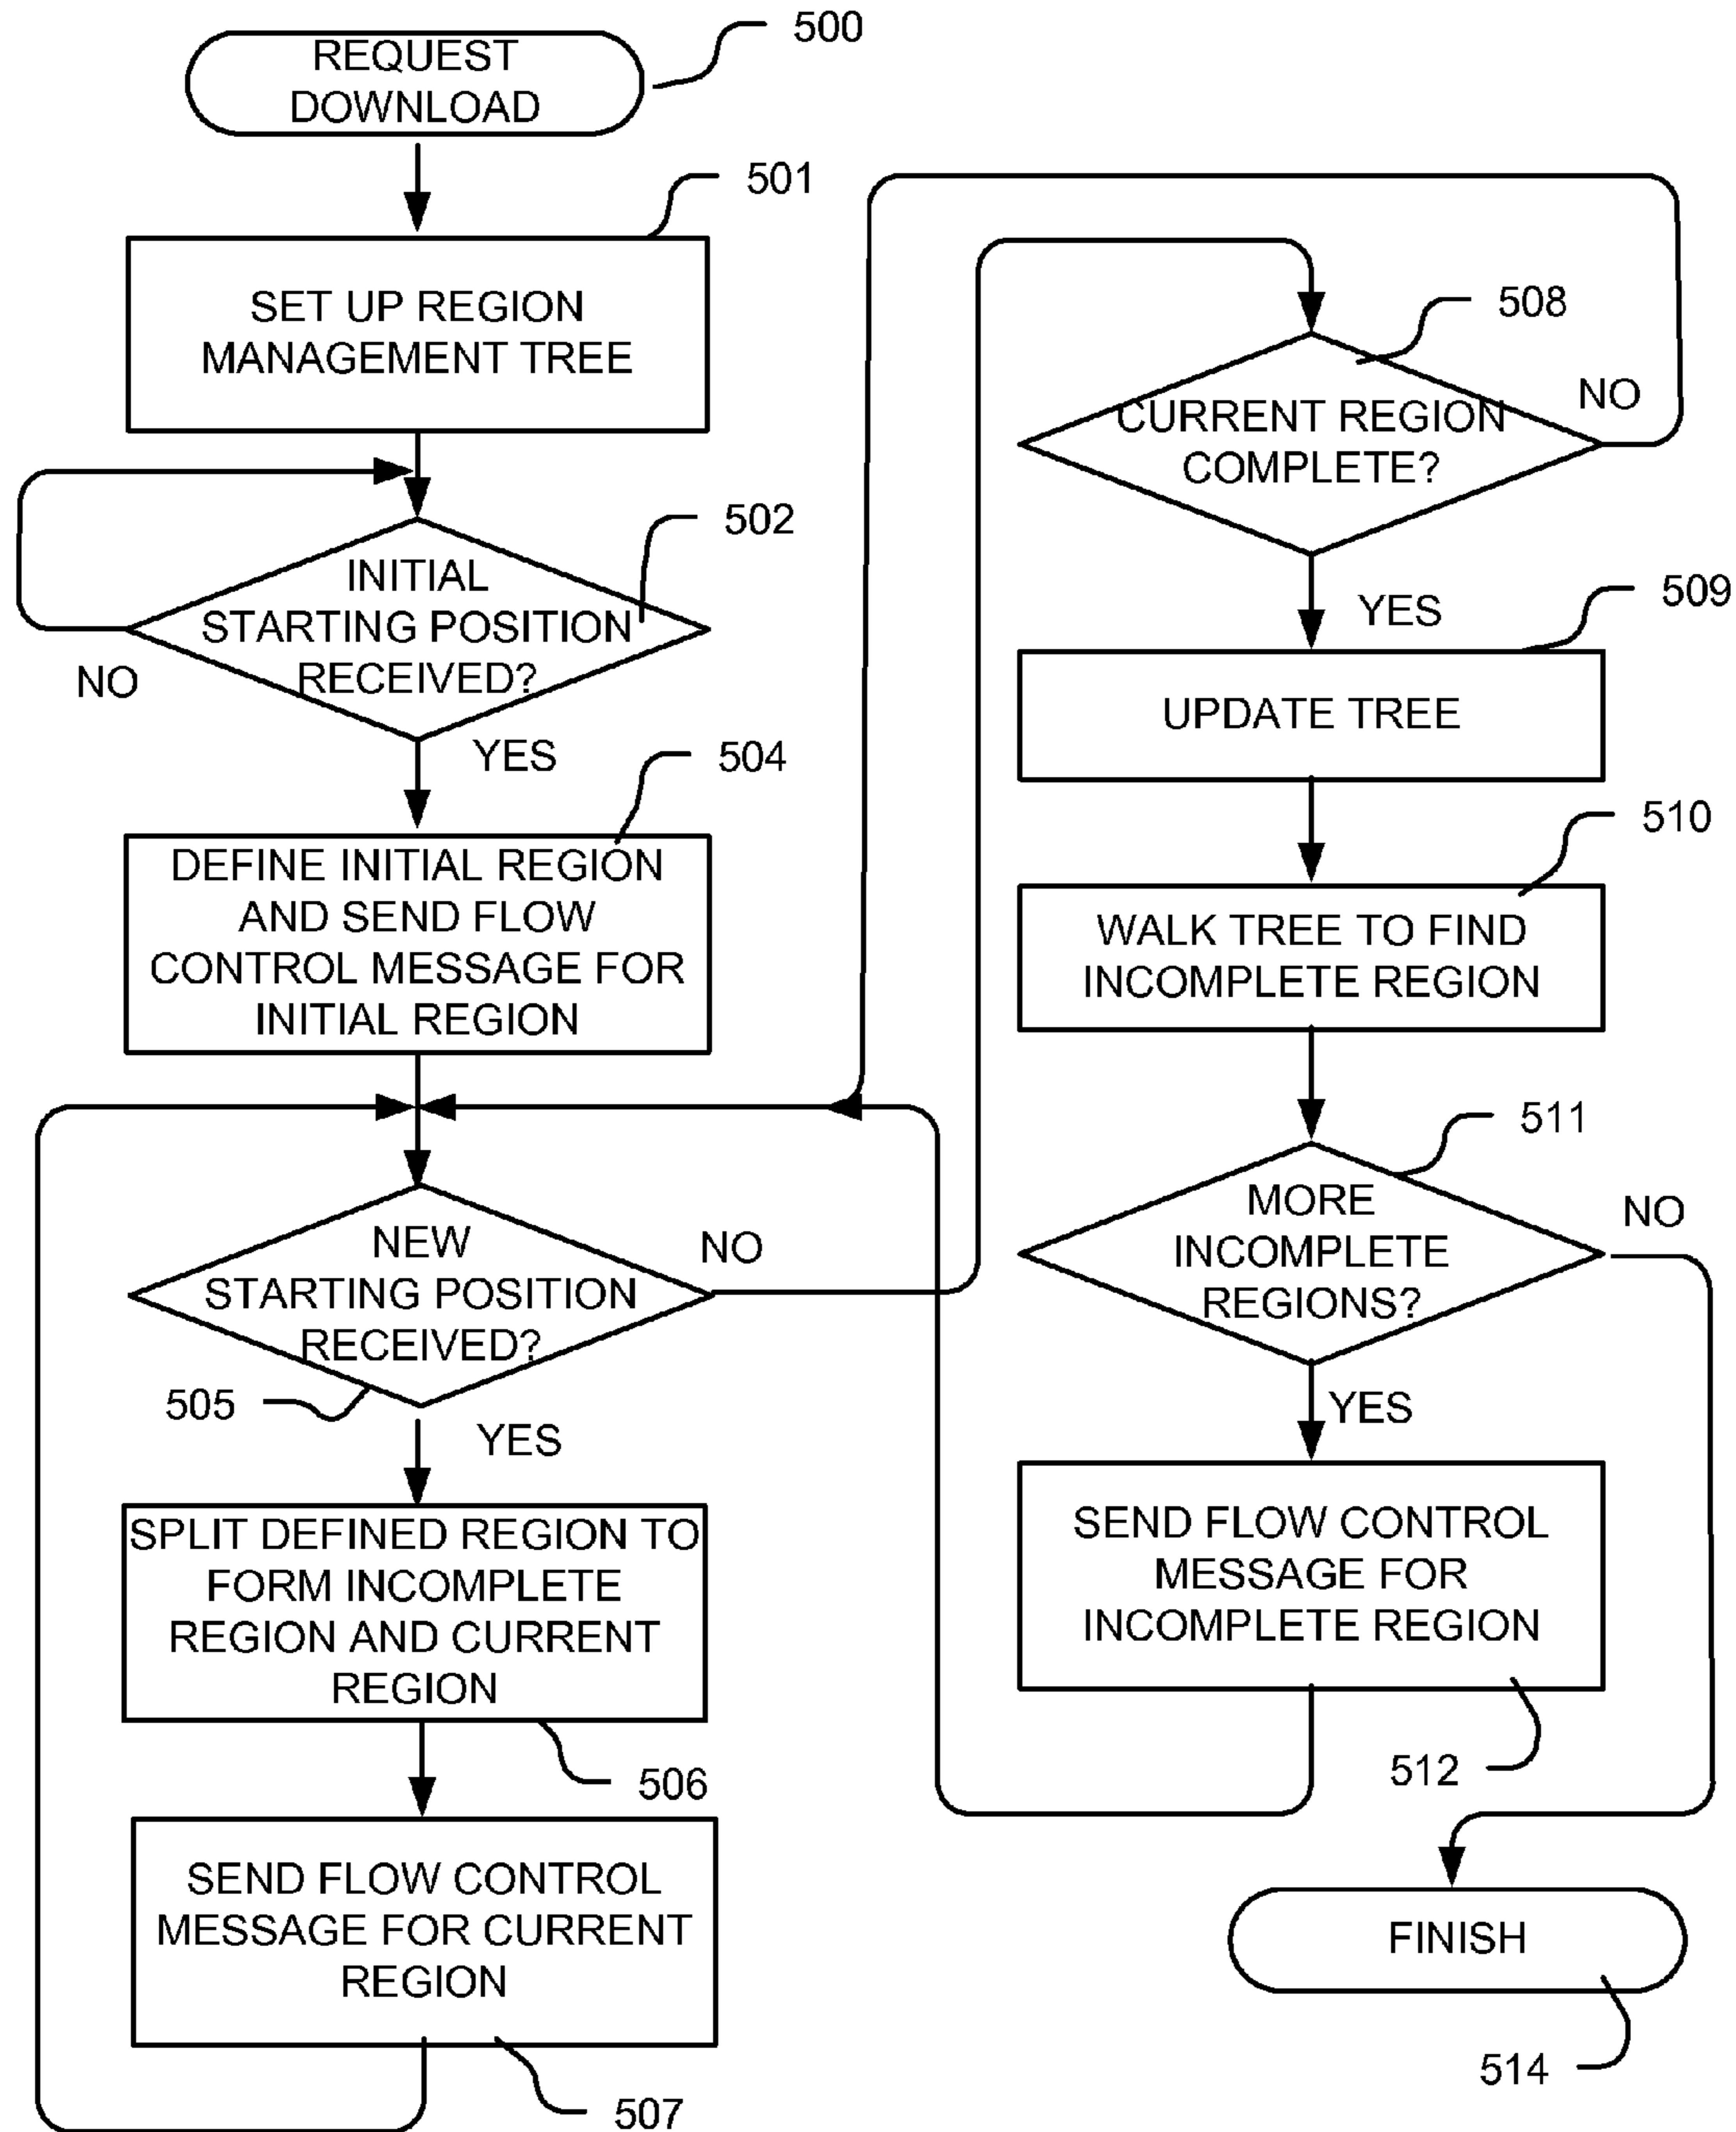 REQUEST
DOWNLOAD
500
501
SET UP REGION
MANAGEMENT TREE
502
INITIAL
STARTING POSITION
RECEIVED?
NO
YES
504
DEFINE INITIAL REGION
AND SEND FLOW
CONTROL MESSAGE FOR
INITIAL REGION
NEW
STARTING POSITION
RECEIVED?
NO
505
YES
SPLIT DEFINED REGION TO
FORM INCOMPLETE
REGION AND CURRENT
REGION
506
SEND FLOW CONTROL
MESSAGE FOR CURRENT
REGION
507
508
CURRENT REGION
COMPLETE?
NO
YES
509
UPDATE TREE
510
WALK TREE TO FIND
INCOMPLETE REGION
511
MORE
INCOMPLETE
REGIONS?
NO
YES
SEND FLOW CONTROL
MESSAGE FOR
INCOMPLETE REGION
512
FINISH
514